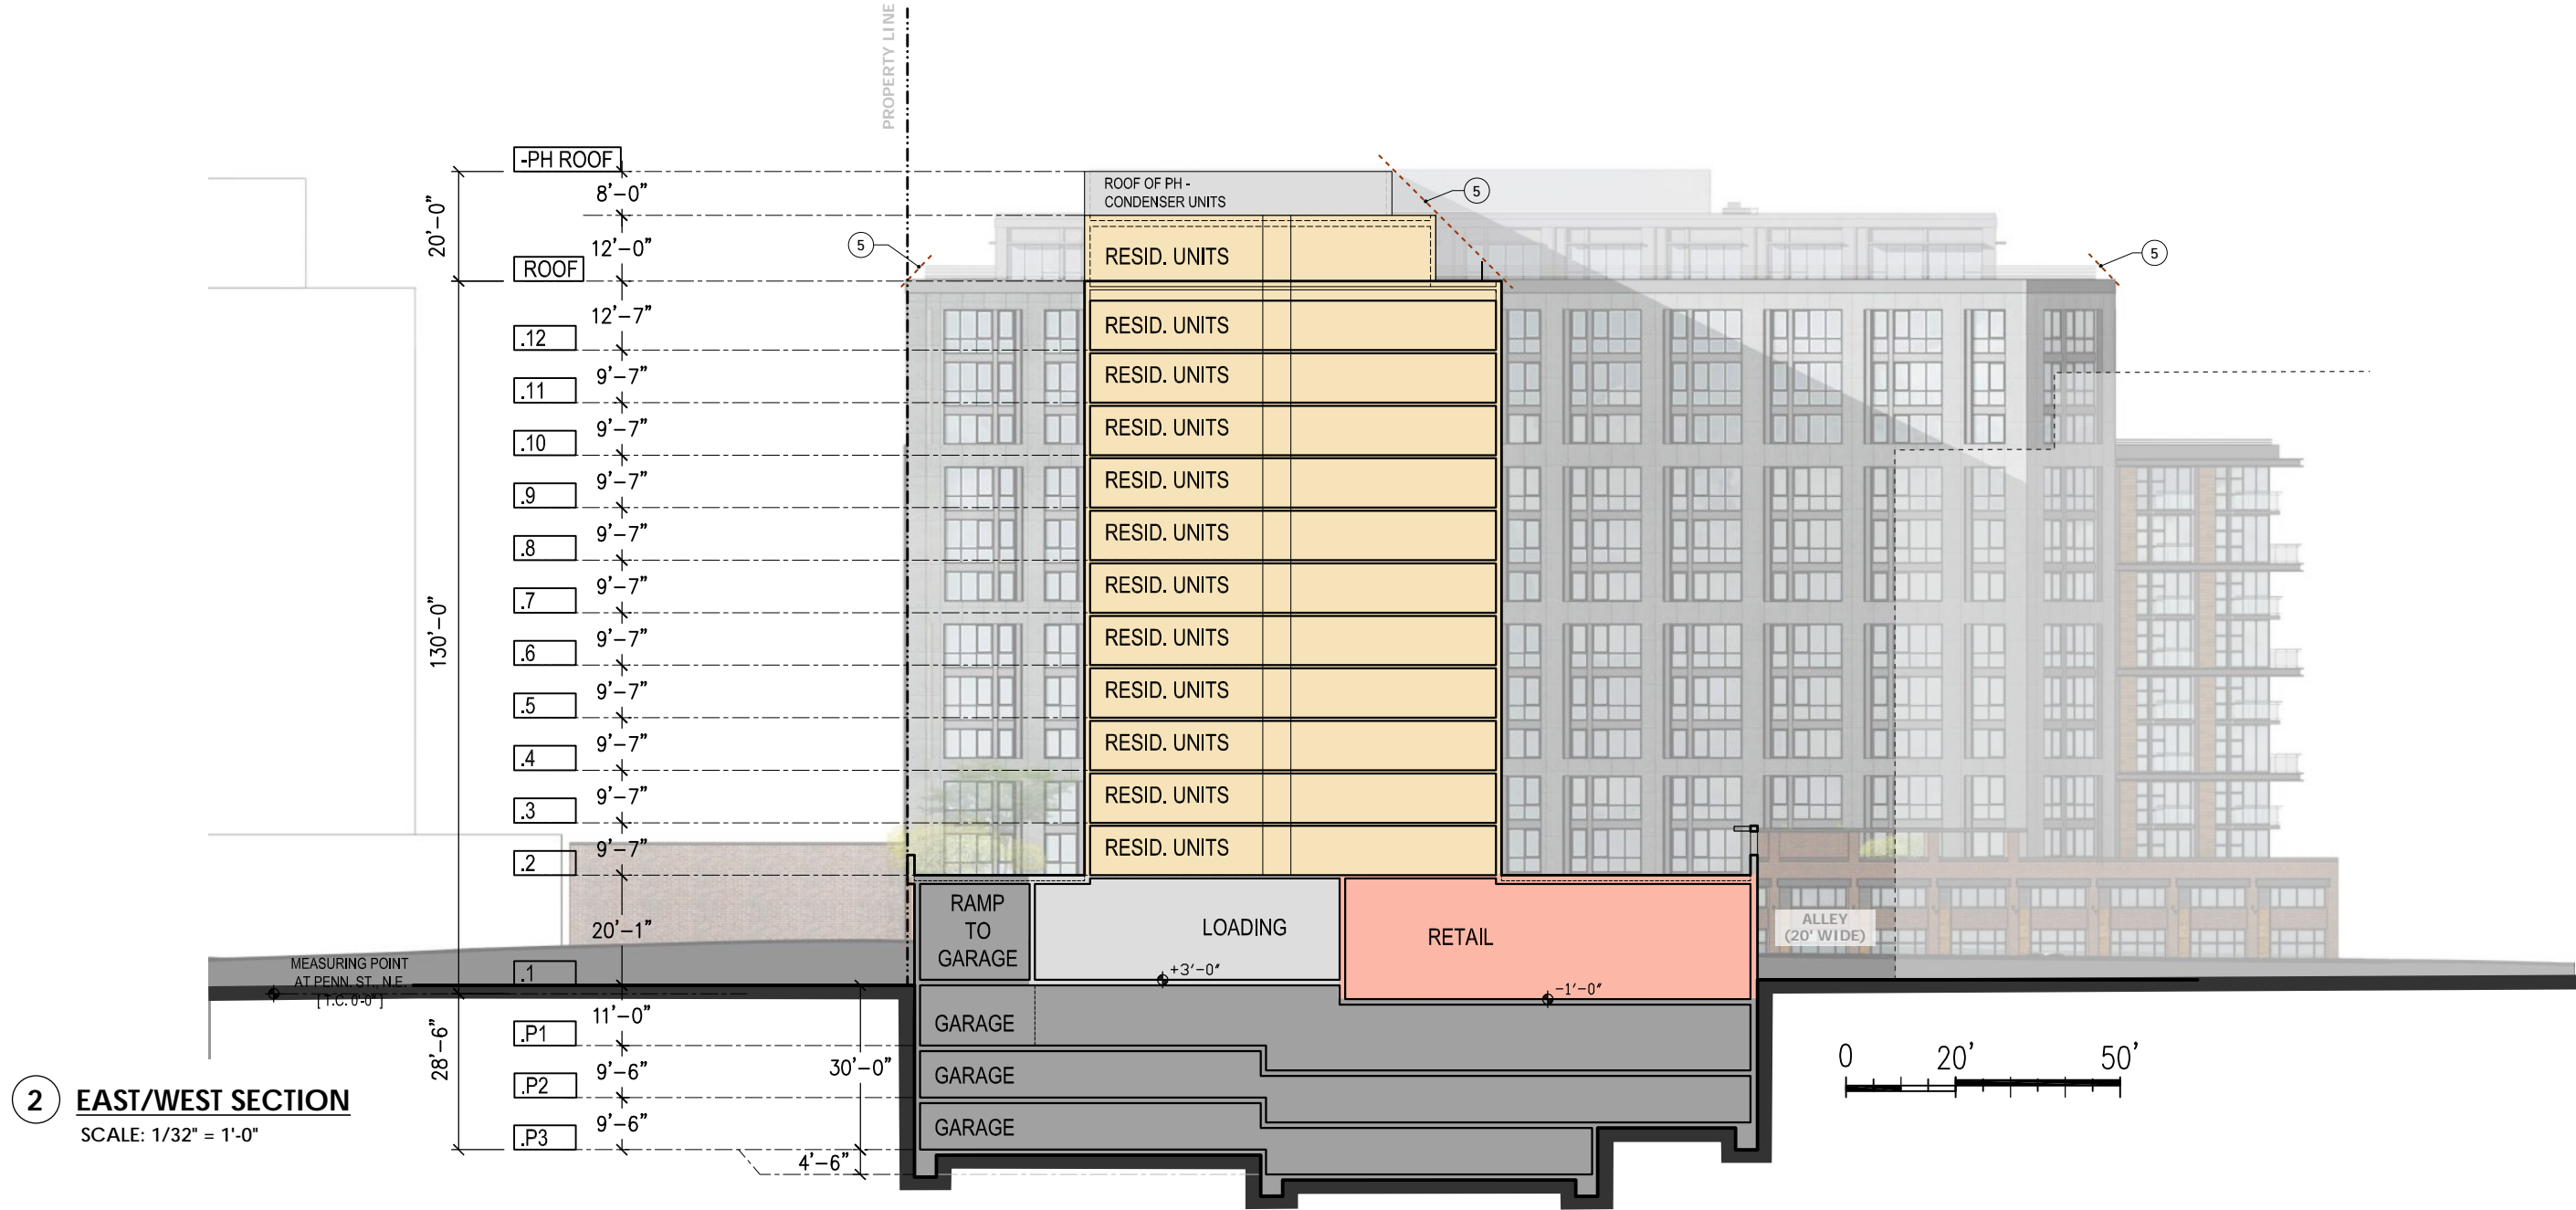 PROPERTY LINE
-PH ROOF
8'-0"
20'-0"
12'-0"
ROOF
ROOF OF PH -
CONDENSER UNITS
5
5
5
RESID. UNITS
12'-7"
.12
RESID. UNITS
9'-7"
.11
RESID. UNITS
9'-7"
.10
RESID. UNITS
9'-7"
.9
RESID. UNITS
9'-7"
.8
RESID. UNITS
9'-7"
.7
RESID. UNITS
130'-0"
9'-7"
.6
RESID. UNITS
9'-7"
.5
RESID. UNITS
9'-7"
.4
RESID. UNITS
9'-7"
.3
RESID. UNITS
9'-7"
.2
RESID. UNITS
20'-1"
.1
RAMP
TO
GARAGE
LOADING
+3'-0"
RETAIL
-1'-0"
ALLEY
(20' WIDE)
MEASURING POINT
AT PENN. ST., N.E.
[ T.C. 0'-0" ]
11'-0"
.P1
GARAGE
28'-6"
30'-0"
9'-6"
.P2
GARAGE
9'-6"
.P3
GARAGE
4'-6"
0 20' 50'
2 EAST/WEST SECTION
SCALE: 1/32" = 1'-0"